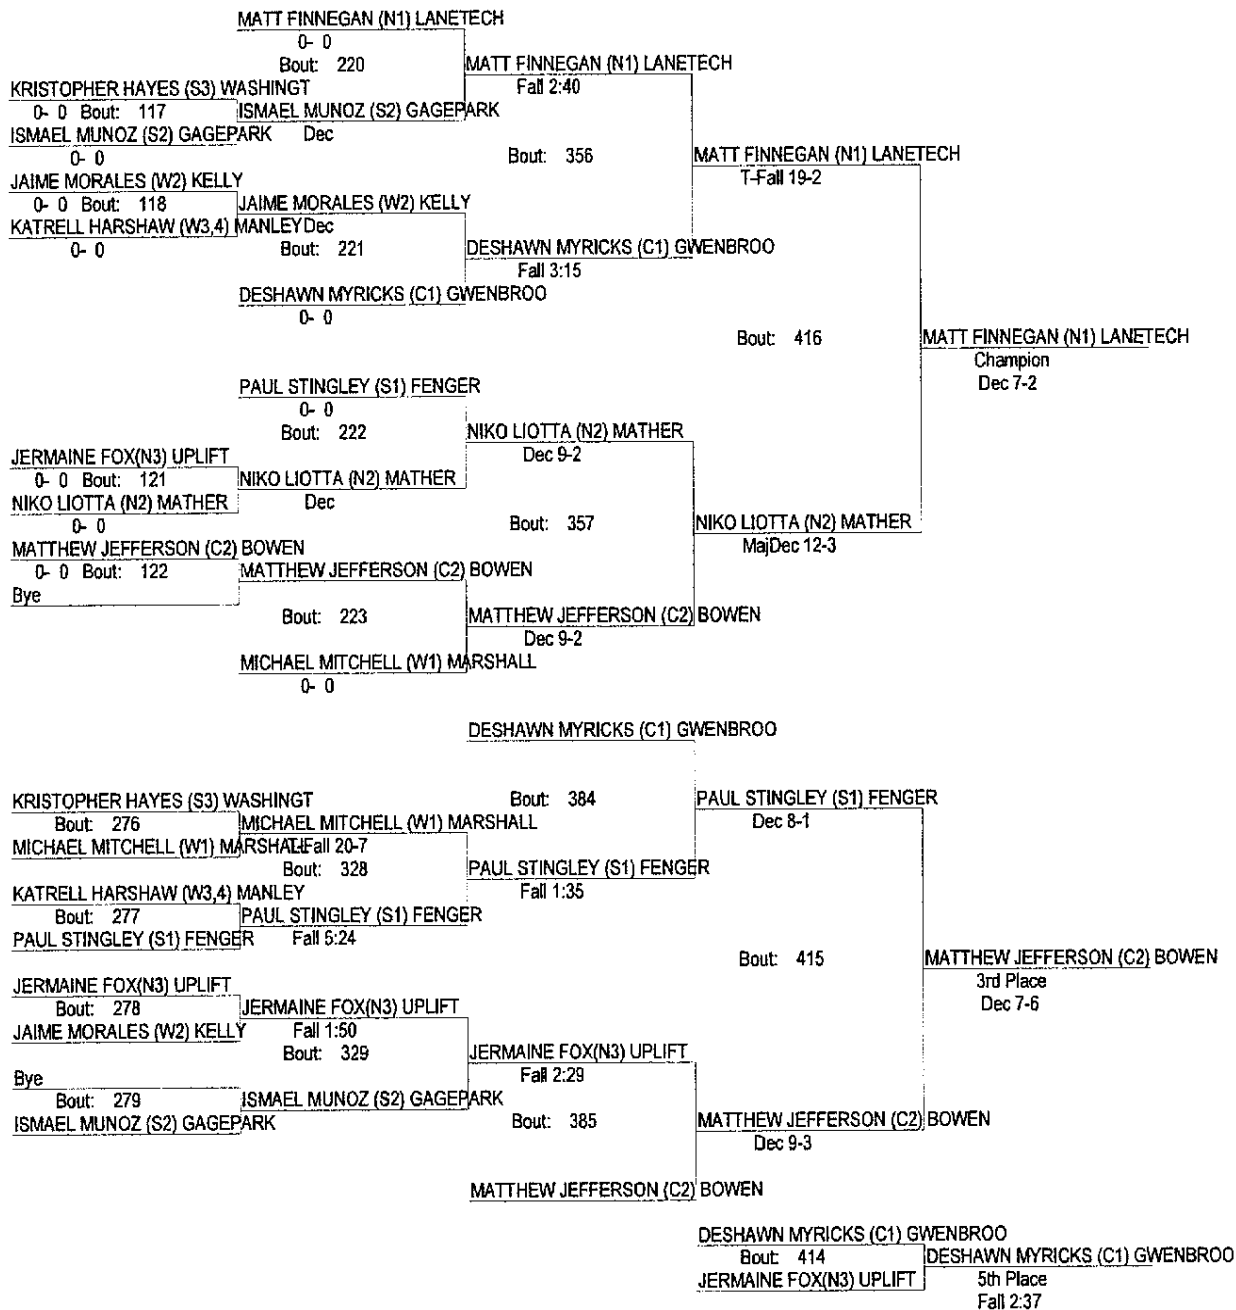 MATT FINNEGAN (N1) LANETECH
0- 0
Bout: 220
MATT FINNEGAN (N1) LANETECH
Fall 2:40
KRISTOPHER HAYES (S3) WASHINGT
0- 0 Bout: 117
ISMAEL MUNOZ (S2) GAGEPARK
ISMAEL MUNOZ (S2) GAGEPARK
Dec
0- 0
Bout: 356
MATT FINNEGAN (N1) LANETECH
T-Fall 19-2
JAIME MORALES (W2) KELLY
0- 0 Bout: 118
JAIME MORALES (W2) KELLY
KATRELL HARSHAW (W3,4) MANLEY
Dec
0- 0
Bout: 221
DESHAWN MYRICKS (C1) GWENBROO
Fall 3:15
DESHAWN MYRICKS (C1) GWENBROO
0- 0
Bout: 416
MATT FINNEGAN (N1) LANETECH
Champion
Dec 7-2
PAUL STINGLEY (S1) FENGER
0- 0
Bout: 222
NIKO LIOTTA (N2) MATHER
Dec 9-2
JERMAINE FOX(N3) UPLIFT
0- 0 Bout: 121
NIKO LIOTTA (N2) MATHER
Dec
NIKO LIOTTA (N2) MATHER
0- 0
Bout: 357
NIKO LIOTTA (N2) MATHER
MajDec 12-3
MATTHEW JEFFERSON (C2) BOWEN
0- 0 Bout: 122
MATTHEW JEFFERSON (C2) BOWEN
Bye
Bout: 223
MATTHEW JEFFERSON (C2) BOWEN
Dec 9-2
MICHAEL MITCHELL (W1) MARSHALL
0- 0
DESHAWN MYRICKS (C1) GWENBROO
KRISTOPHER HAYES (S3) WASHINGT
Bout: 276
MICHAEL MITCHELL (W1) MARSHALL
MICHAEL MITCHELL (W1) MARSHALL
T-Fall 20-7
Bout: 384
PAUL STINGLEY (S1) FENGER
Dec 8-1
Bout: 328
PAUL STINGLEY (S1) FENGER
Fall 1:35
KATRELL HARSHAW (W3,4) MANLEY
Bout: 277
PAUL STINGLEY (S1) FENGER
PAUL STINGLEY (S1) FENGER
Fall 5:24
Bout: 415
MATTHEW JEFFERSON (C2) BOWEN
3rd Place
Dec 7-6
JERMAINE FOX(N3) UPLIFT
Bout: 278
JERMAINE FOX(N3) UPLIFT
JAIME MORALES (W2) KELLY
Fall 1:50
Bout: 329
JERMAINE FOX(N3) UPLIFT
Fall 2:29
Bye
Bout: 279
ISMAEL MUNOZ (S2) GAGEPARK
ISMAEL MUNOZ (S2) GAGEPARK
Bout: 385
MATTHEW JEFFERSON (C2) BOWEN
Dec 9-3
MATTHEW JEFFERSON (C2) BOWEN
DESHAWN MYRICKS (C1) GWENBROO
Bout: 414
DESHAWN MYRICKS (C1) GWENBROO
JERMAINE FOX(N3) UPLIFT
5th Place
Fall 2:37